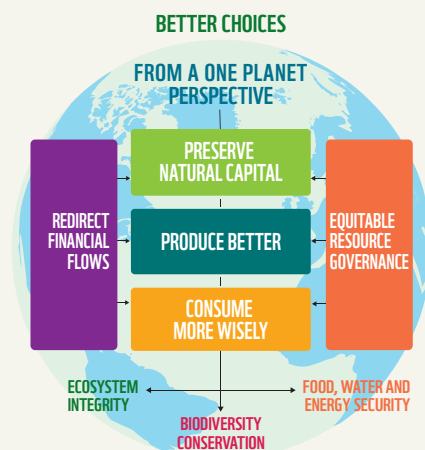 BETTER CHOICES
FROM A ONE PLANET
PERSPECTIVE
PRESERVE
NATURAL CAPITAL
REDIRECT
FINANCIAL
FLOWS
PRODUCE BETTER
EQUITABLE
RESOURCE
GOVERNANCE
CONSUME
MORE WISELY
ECOSYSTEM
INTEGRITY
BIODIVERSITY
CONSERVATION
FOOD, WATER AND
ENERGY SECURITY